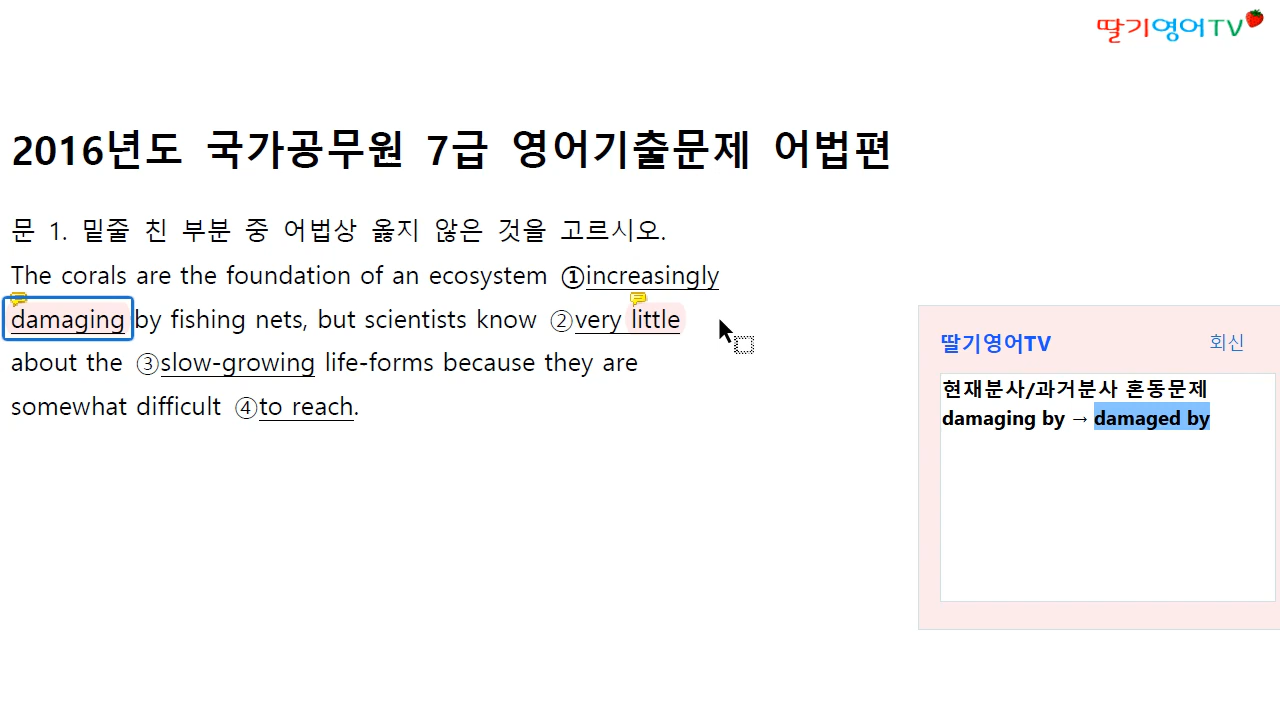 딸기영어TV
2016년도 국가공무원 7급 영어기출문제 어법편
문 1. 밑줄 친 부분 중 어법상 옳지 않은 것을 고르시오.
The corals are the foundation of an ecosystem ①increasingly
damaging by fishing nets, but scientists know ②very little
about the ③slow-growing life-forms because they are
somewhat difficult ④to reach.
딸기영어TV 회신
현재분사/과거분사 혼동문제
damaging by → damaged by